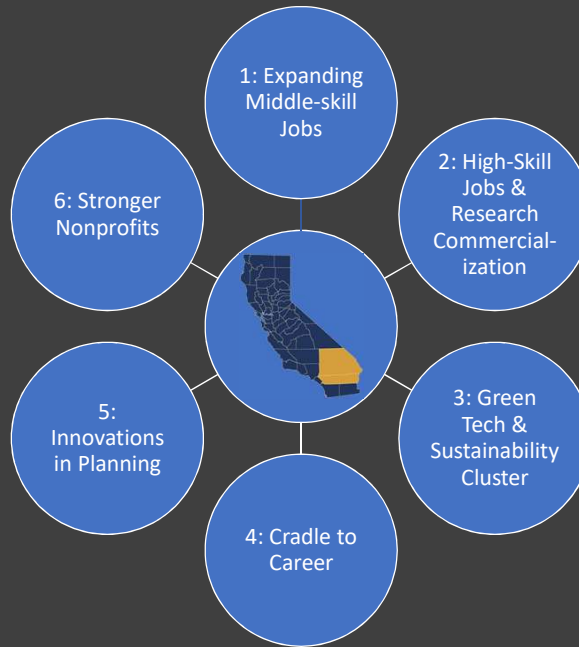 1: Expanding
Middle-skill
Jobs
2: High-Skill
Jobs &
Research
Commercial-
ization
3: Green
Tech &
Sustainability
Cluster
4: Cradle to
Career
5:
Innovations
in Planning
6: Stronger
Nonprofits